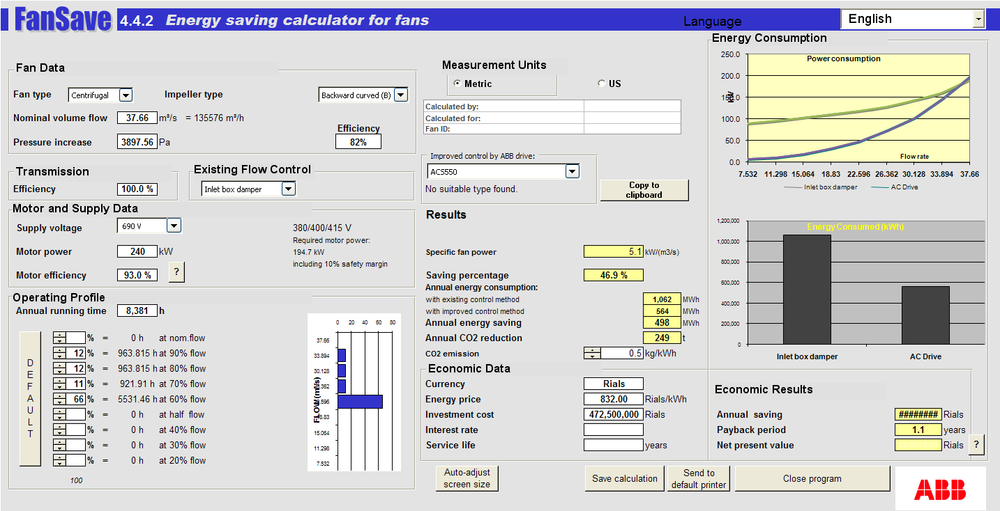 FanSave 4.4.2 Energy saving calculator for fans Language English
Fan Data
Fan type Centrifugal Impeller type Backward curved (B)
Nominal volume flow 37.66 m³/s = 135576 m³/h
Efficiency
Pressure increase 3897.56 Pa 82%
Transmission
Efficiency 100.0 %
Existing Flow Control
Inlet box damper
Motor and Supply Data
Supply voltage 690 V 380/400/415 V
Required motor power:
Motor power 240 kW 194.7 kW
including 10% safety margin
Motor efficiency 93.0 % ?
Operating Profile
Annual running time 8,381 h
DEFAULT
% = 0 h at nom.flow
12 % = 963.815 h at 90% flow
12 % = 963.815 h at 80% flow
11 % = 921.91 h at 70% flow
66 % = 5531.46 h at 60% flow
% = 0 h at half flow
% = 0 h at 40% flow
% = 0 h at 30% flow
% = 0 h at 20% flow
100
0 20 40 60 80
FLOW (m³/s)
37.66
33.894
30.128
15.064
11.298
7.532
Measurement Units
Metric US
Calculated by:
Calculated for:
Fan ID:
Improved control by ABB drive:
ACS550
No suitable type found.
Copy to
clipboard
Results
Specific fan power 5.1 kW/(m3/s)
Saving percentage 46.9 %
Annual energy consumption:
with existing control method 1,062 MWh
with improved control method 564 MWh
Annual energy saving 498 MWh
Annual CO2 reduction 249 t
CO2 emission 0.5 kg/kWh
Economic Data
Currency Rials
Energy price 832.00 Rials/kWh
Investment cost 472,500,000 Rials
Interest rate
Service life years
Energy Consumption
Power consumption
kW
250.0
200.0
150.0
100.0
50.0
0.0
Flow rate
7.532 11.298 15.064 18.83 22.596 26.362 30.128 33.894 37.66
Inlet box damper AC Drive
Energy Consumed (kWh)
1,200,000
1,000,000
800,000
600,000
400,000
200,000
0
Inlet box damper AC Drive
Economic Results
Annual saving ######## Rials
Payback period 1.1 years
Net present value Rials ?
Auto-adjust
screen size
Save calculation
Send to
default printer
Close program
ABB